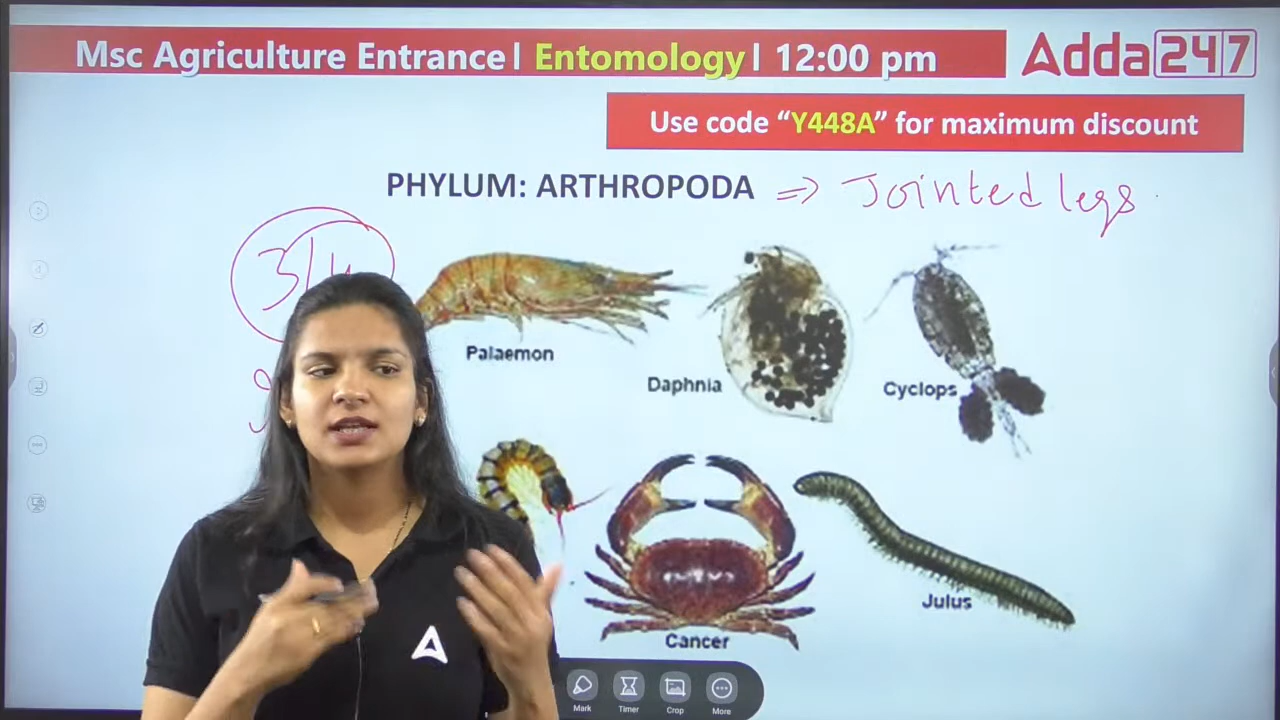 Msc Agriculture Entrance| Entomology| 12:00 pm
Adda247
Use code “Y448A” for maximum discount
PHYLUM: ARTHROPODA => Jointed legs
Palaemon
Daphnia
Cyclops
Cancer
Julus
Mark
Timer
Crop
More